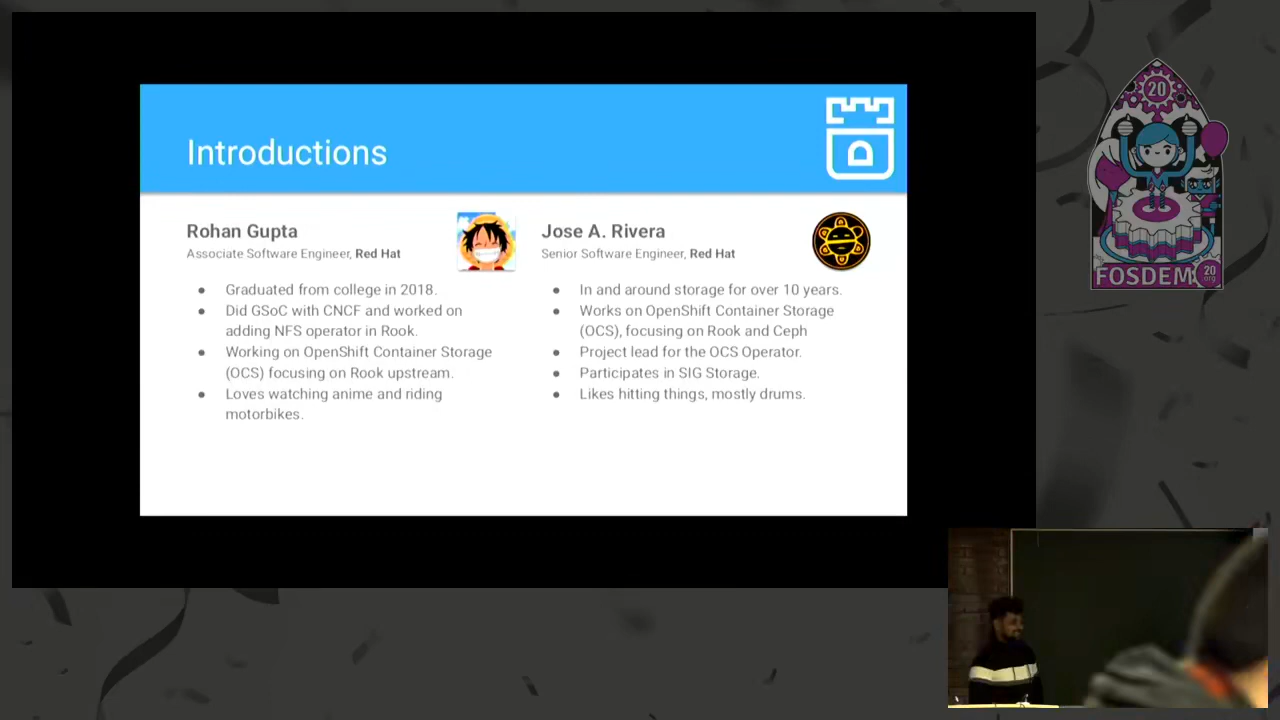 Introductions
Rohan Gupta
Associate Software Engineer, Red Hat
● Graduated from college in 2018.
● Did GSoC with CNCF and worked on
adding NFS operator in Rook.
● Working on OpenShift Container Storage
(OCS) focusing on Rook upstream.
● Loves watching anime and riding
motorbikes.
Jose A. Rivera
Senior Software Engineer, Red Hat
● In and around storage for over 10 years.
● Works on OpenShift Container Storage
(OCS), focusing on Rook and Ceph
● Project lead for the OCS Operator.
● Participates in SIG Storage.
● Likes hitting things, mostly drums.
20
FOSDEM
20
.org